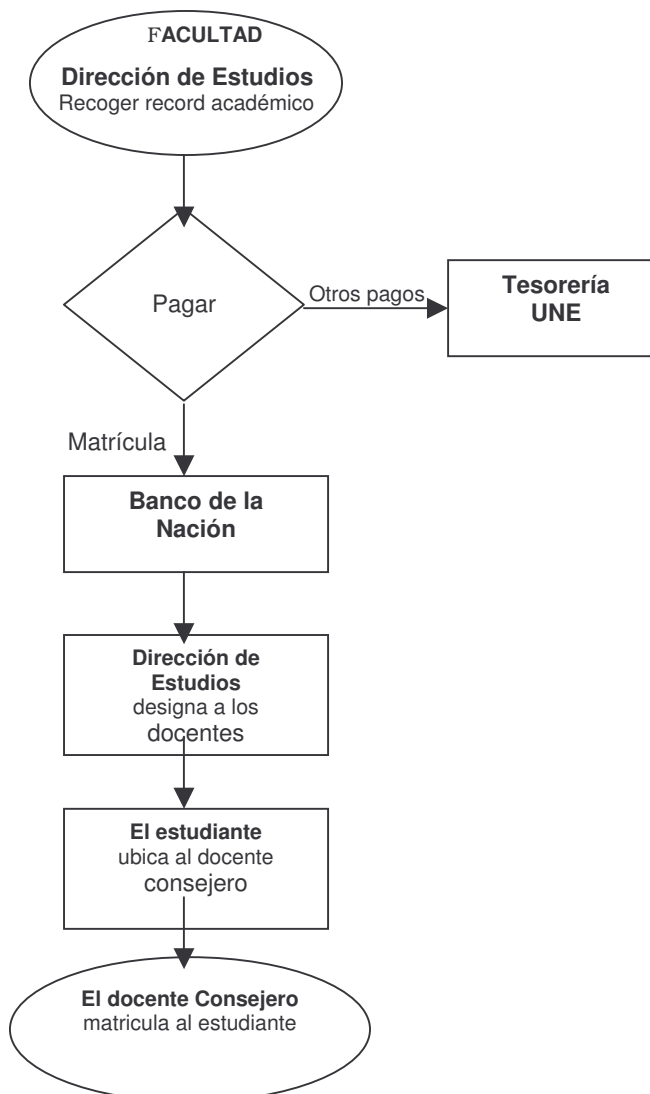 FACULTAD
Dirección de Estudios
Recoger record académico
Pagar
Otros pagos
Tesorería
UNE
Matrícula
Banco de la
Nación
Dirección de
Estudios
designa a los
docentes
El estudiante
ubica al docente
consejero
El docente Consejero
matricula al estudiante